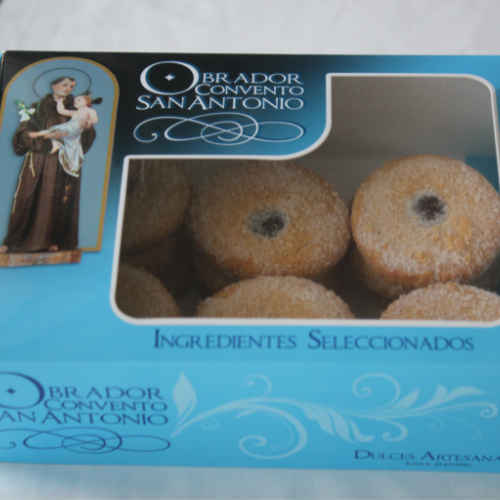 OBRADOR
CONVENTO
SAN ANTONIO
INGREDIENTES SELECCIONADOS
OBRADOR
CONVENTO
SAN ANTONIO
DULCES ARTESANA